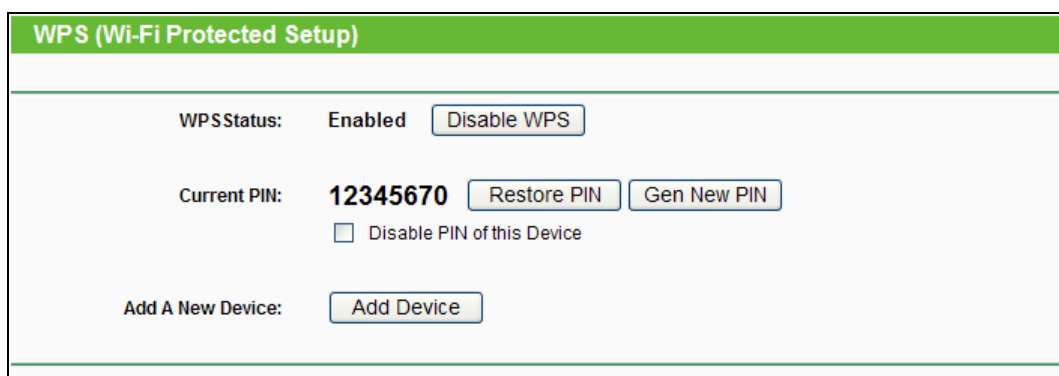 WPS (Wi-Fi Protected Setup)
WPS Status: Enabled Disable WPS
Current PIN: 12345670 Restore PIN Gen New PIN
Disable PIN of this Device
Add A New Device: Add Device